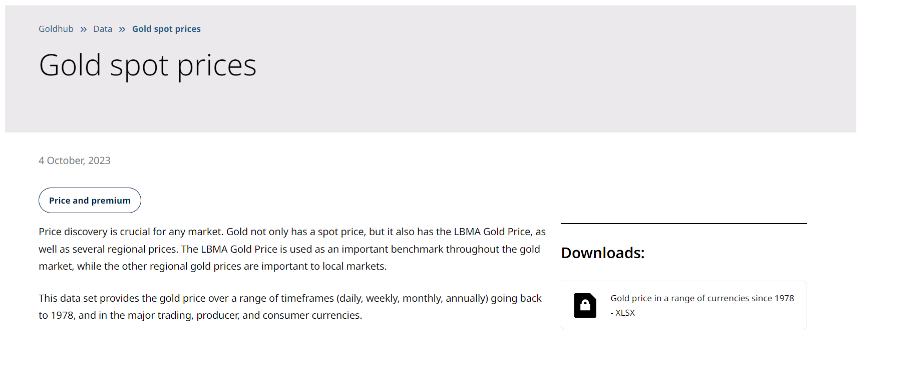 Goldhub » Data » Gold spot prices
Gold spot prices
4 October, 2023
Price and premium
Price discovery is crucial for any market. Gold not only has a spot price, but it also has the LBMA Gold Price, as
well as several regional prices. The LBMA Gold Price is used as an important benchmark throughout the gold
market, while the other regional gold prices are important to local markets.
This data set provides the gold price over a range of timeframes (daily, weekly, monthly, annually) going back
to 1978, and in the major trading, producer, and consumer currencies.
Downloads:
Gold price in a range of currencies since 1978
- XLSX